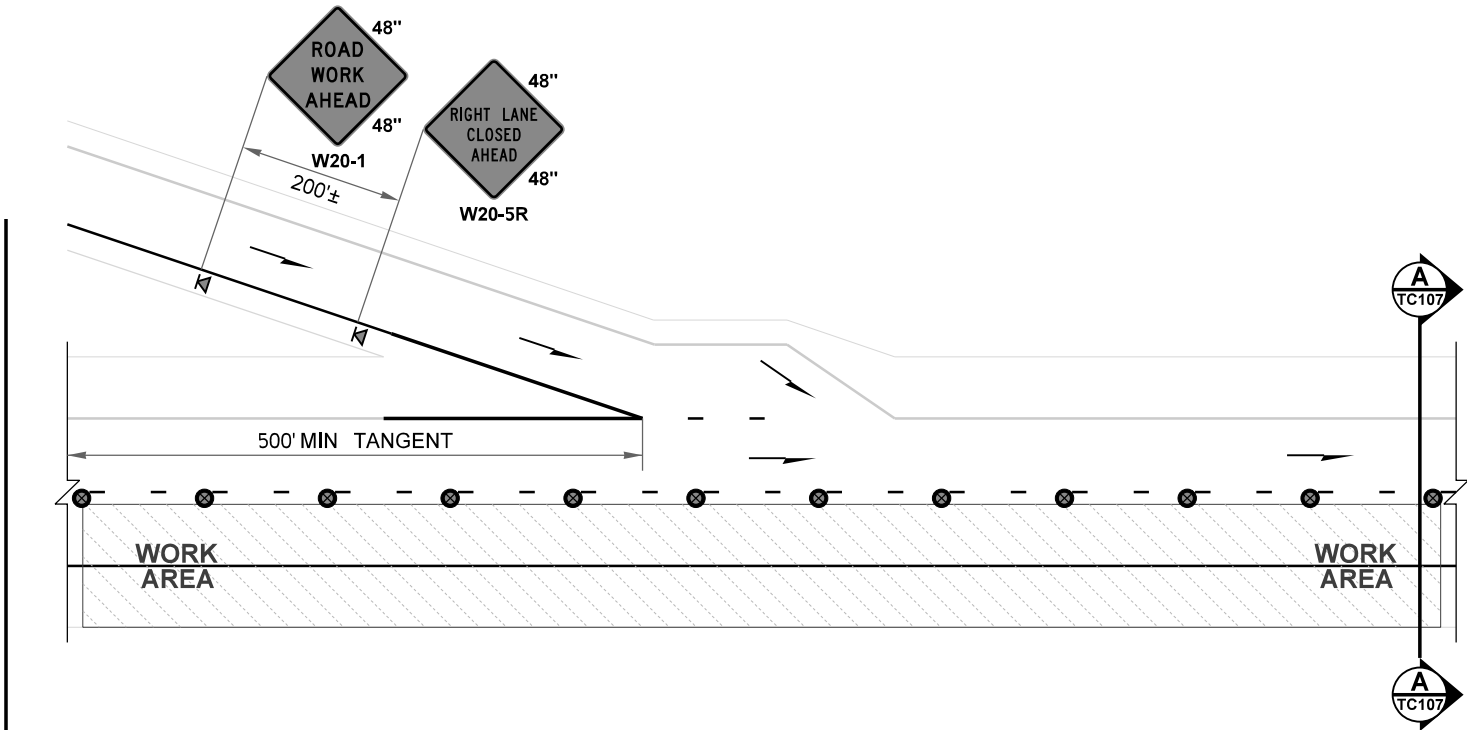 ROAD
WORK
AHEAD
48"
48"
W20-1
RIGHT LANE
CLOSED
AHEAD
48"
48"
W20-5R
200'±
A
TC107
500' MIN TANGENT
WORK
AREA
WORK
AREA
A
TC107